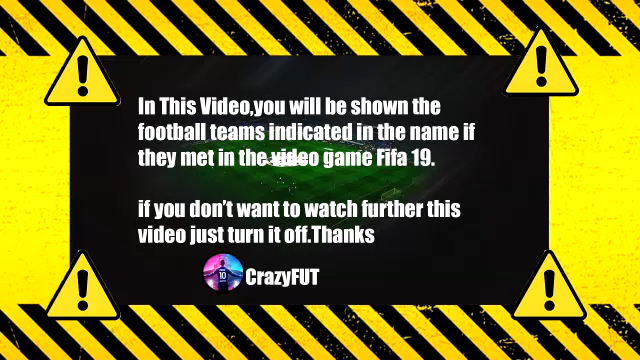 In This Video,you will be shown the
football teams indicated in the name if
they met in the video game Fifa 19.
if you don't want to watch further this
video just turn it off.Thanks
10
CrazyFUT